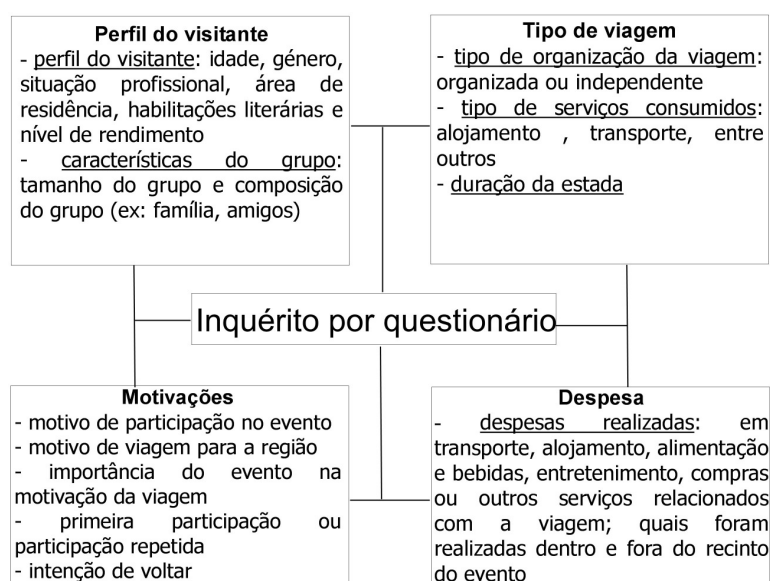 Perfil do visitante
- perfil do visitante: idade, género,
situação profissional, área de
residência, habilitações literárias e
nível de rendimento
- características do grupo:
tamanho do grupo e composição
do grupo (ex: família, amigos)
Tipo de viagem
- tipo de organização da viagem:
organizada ou independente
- tipo de serviços consumidos:
alojamento , transporte, entre
outros
- duração da estada
Inquérito por questionário
Motivações
- motivo de participação no evento
- motivo de viagem para a região
- importância do evento na
motivação da viagem
- primeira participação ou
participação repetida
- intenção de voltar
Despesa
- despesas realizadas: em
transporte, alojamento, alimentação
e bebidas, entretenimento, compras
ou outros serviços relacionados
com a viagem; quais foram
realizadas dentro e fora do recinto
do evento